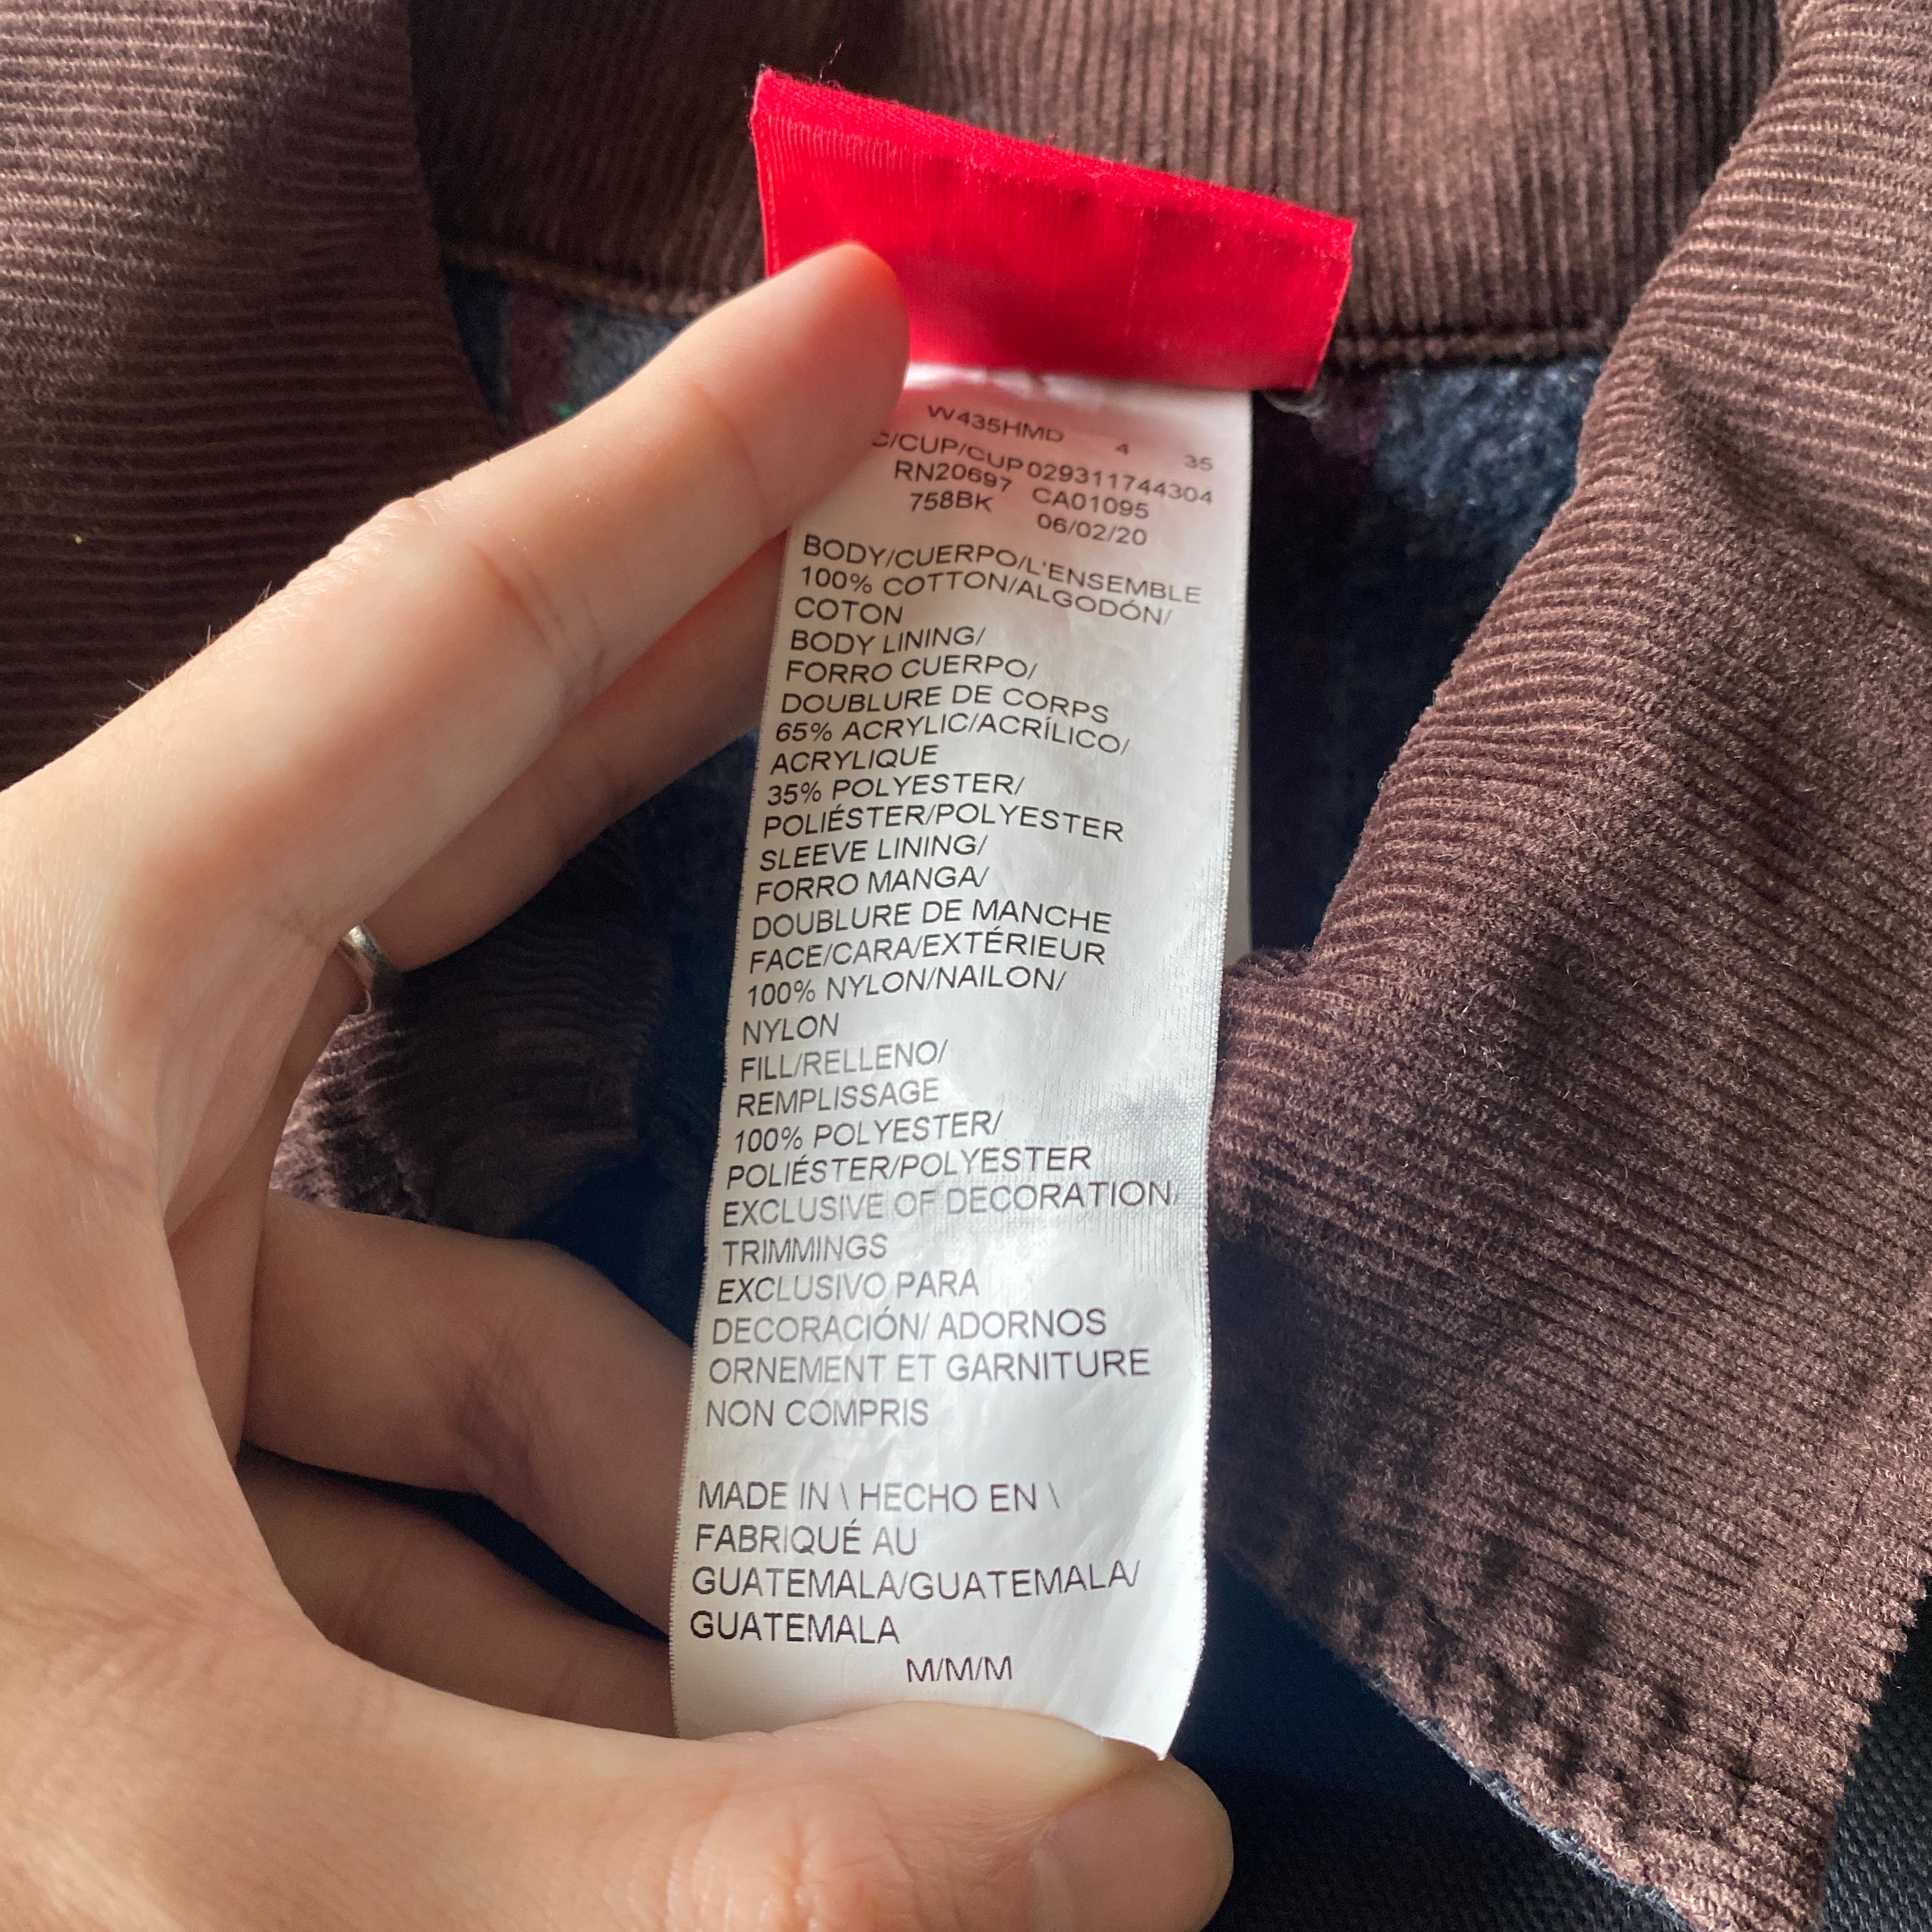 W435HMD 4 35
C/CUP/CUP 029311744304
RN20697 CA01095
758BK 06/02/20
BODY/CUERPO/L'ENSEMBLE
100% COTTON/ALGODÓN/
COTON
BODY LINING/
FORRO CUERPO/
DOUBLURE DE CORPS
65% ACRYLIC/ACRÍLICO/
ACRYLIQUE
35% POLYESTER/
POLIÉSTER/POLYESTER
SLEEVE LINING/
FORRO MANGA/
DOUBLURE DE MANCHE
FACE/CARA/EXTÉRIEUR
100% NYLON/NAILON/
NYLON
FILL/RELLENO/
REMPLISSAGE
100% POLYESTER/
POLIÉSTER/POLYESTER
EXCLUSIVE OF DECORATION/
TRIMMINGS
EXCLUSIVO PARA
DECORACIÓN/ ADORNOS
ORNEMENT ET GARNITURE
NON COMPRIS
MADE IN \ HECHO EN \
FABRIQUÉ AU
GUATEMALA/GUATEMALA/
GUATEMALA
M/M/M